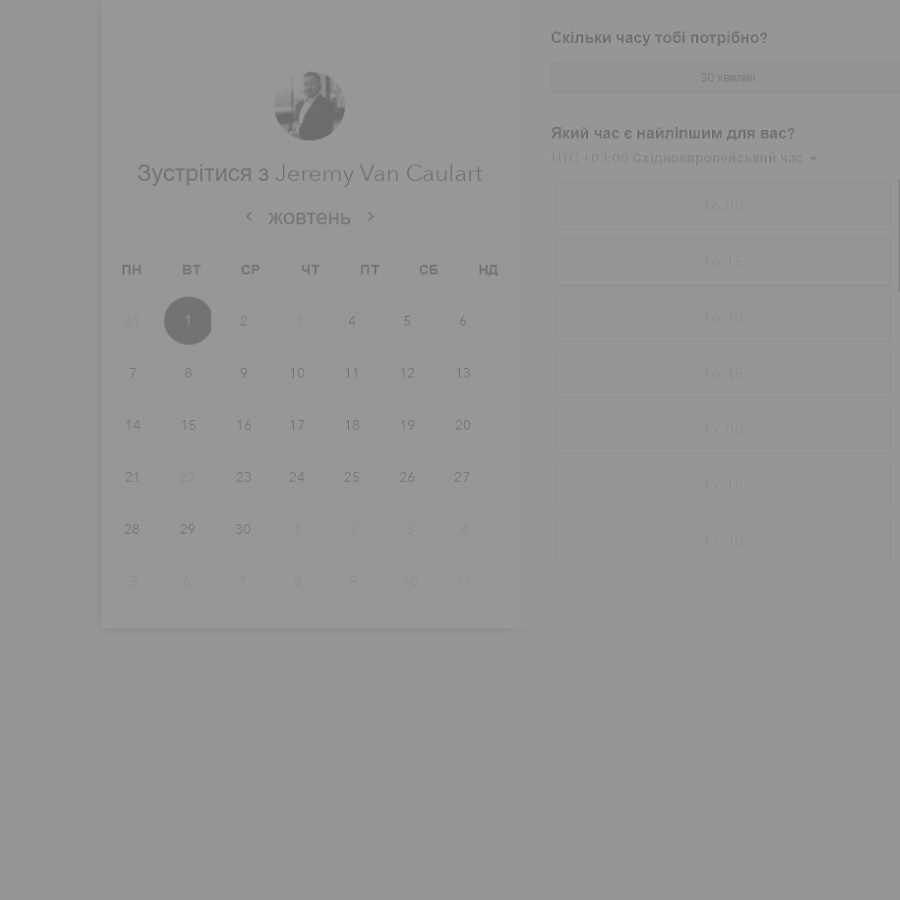 Зустрітися з Jeremy Van Caulart
жовтень
ПН ВТ СР ЧТ ПТ СБ НД
31 1 2 3 4 5 6
7 8 9 10 11 12 13
14 15 16 17 18 19 20
21 22 23 24 25 26 27
28 29 30 1 2 3 4
5 6 7 8 9 10 11
Скільки часу тобі потрібно?
30 хвилин
Який час є найліпшим для вас?
UTC +03:00 Східноєвропейський час
16:00
16:15
16:30
16:45
17:00
17:15
17:30